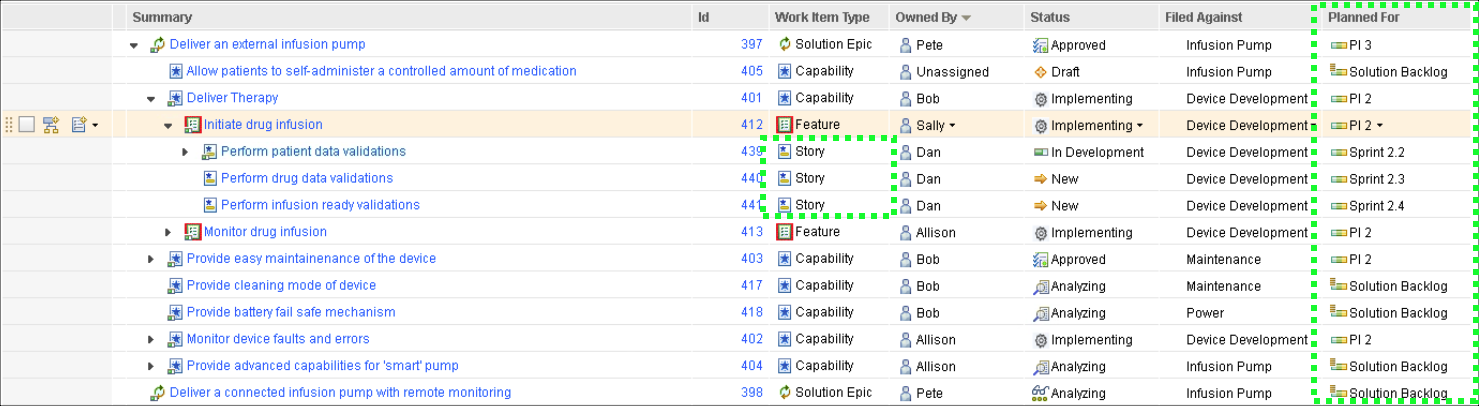 Summary Id Work Item Type Owned By Status Filed Against Planned For
Deliver an external infusion pump 397 Solution Epic Pete Approved Infusion Pump PI 3
Allow patients to self-administer a controlled amount of medication 405 Capability Unassigned Draft Infusion Pump Solution Backlog
Deliver Therapy 401 Capability Bob Implementing Device Development PI 2
Initiate drug infusion 412 Feature Sally Implementing Device Development PI 2
Perform patient data validations 439 Story Dan In Development Device Development Sprint 2.2
Perform drug data validations 440 Story Dan New Device Development Sprint 2.3
Perform infusion ready validations 441 Story Dan New Device Development Sprint 2.4
Monitor drug infusion 413 Feature Allison Implementing Device Development PI 2
Provide easy maintainenance of the device 403 Capability Bob Approved Maintenance PI 2
Provide cleaning mode of device 417 Capability Bob Analyzing Maintenance Solution Backlog
Provide battery fail safe mechanism 418 Capability Bob Analyzing Power Solution Backlog
Monitor device faults and errors 402 Capability Allison Implementing Device Development PI 2
Provide advanced capabilities for 'smart' pump 404 Capability Allison Analyzing Infusion Pump Solution Backlog
Deliver a connected infusion pump with remote monitoring 398 Solution Epic Pete Analyzing Infusion Pump Solution Backlog